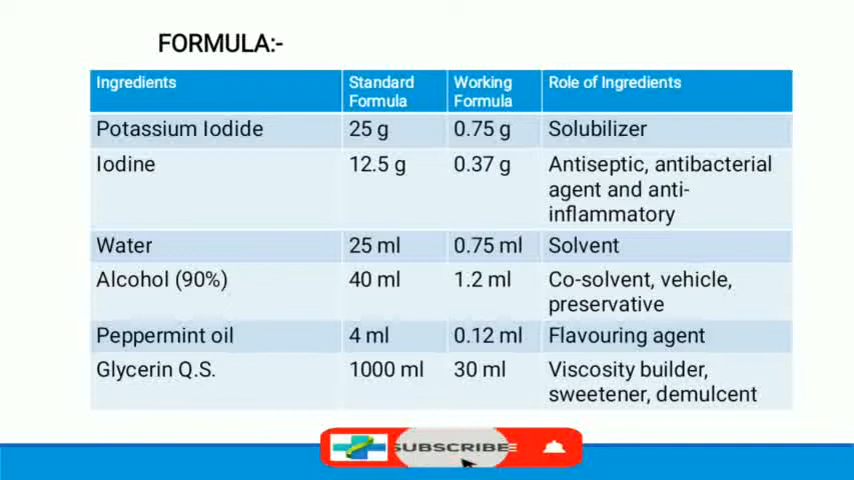 FORMULA:-
Ingredients Standard Formula Working Formula Role of Ingredients
Potassium Iodide 25 g 0.75 g Solubilizer
Iodine 12.5 g 0.37 g Antiseptic, antibacterial
agent and anti-
inflammatory
Water 25 ml 0.75 ml Solvent
Alcohol (90%) 40 ml 1.2 ml Co-solvent, vehicle,
preservative
Peppermint oil 4 ml 0.12 ml Flavouring agent
Glycerin Q.S. 1000 ml 30 ml Viscosity builder,
sweetener, demulcent
SUBSCRIBE